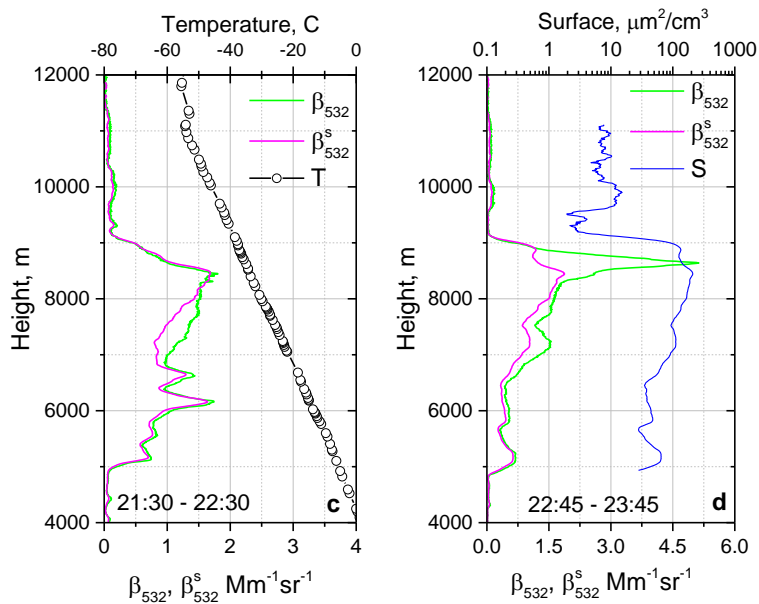 Temperature, C
-80 -60 -40 -20 0
12000
10000
8000
6000
4000
Height, m
β532
βs532
T
21:30 - 22:30
c
0 1 2 3 4
β532, βs532 Mm-1sr-1
Surface, μm2/cm3
0.1 1 10 100 1000
12000
10000
8000
6000
4000
Height, m
β532
βs532
S
22:45 - 23:45
d
0.0 1.5 3.0 4.5 6.0
β532, βs532 Mm-1sr-1